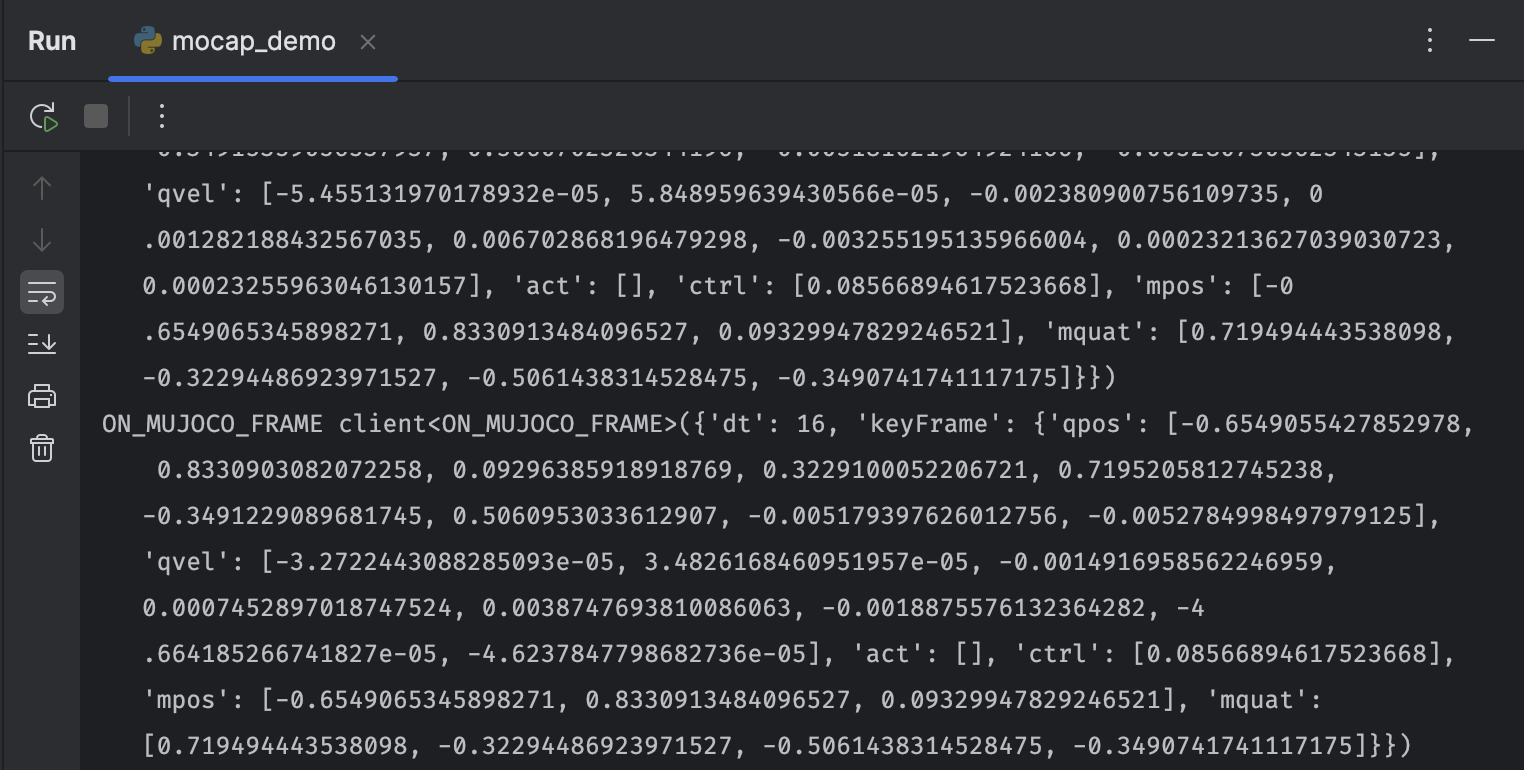 Run mocap_demo
'qvel': [-5.455131970178932e-05, 5.848959639430566e-05, -0.002380900756109735, 0
.001282188432567035, 0.006702868196479298, -0.003255195135966004, 0.00023213627039030723,
0.00023255963046130157], 'act': [], 'ctrl': [0.08566894617523668], 'mpos': [-0
.6549065345898271, 0.8330913484096527, 0.09329947829246521], 'mquat': [0.719494443538098,
-0.32294486923971527, -0.5061438314528475, -0.3490741741117175]}})
ON_MUJOCO_FRAME client<ON_MUJOCO_FRAME>({'dt': 16, 'keyFrame': {'qpos': [-0.6549055427852978,
0.8330903082072258, 0.09296385918918769, 0.3229100052206721, 0.7195205812745238,
-0.3491229089681745, 0.5060953033612907, -0.005179397626012756, -0.0052784998497979125],
'qvel': [-3.2722443088285093e-05, 3.4826168460951957e-05, -0.0014916958562246959,
0.0007452897018747524, 0.0038747693810086063, -0.0018875576132364282, -4
.664185266741827e-05, -4.6237847798682736e-05], 'act': [], 'ctrl': [0.08566894617523668],
'mpos': [-0.6549065345898271, 0.8330913484096527, 0.09329947829246521], 'mquat':
[0.719494443538098, -0.32294486923971527, -0.5061438314528475, -0.3490741741117175]}})